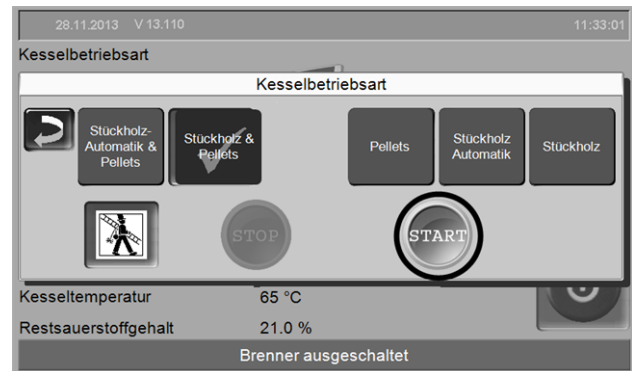 28.11.2013 V 13.110 11:33:01
Kesselbetriebsart
Kesselbetriebsart
Stückholz-
Automatik &
Pellets
Stückholz &
Pellets
Pellets
Stückholz
Automatik
Stückholz
STOP
START
Kesseltemperatur 65 °C
Restsauerstoffgehalt 21.0 %
Brenner ausgeschaltet